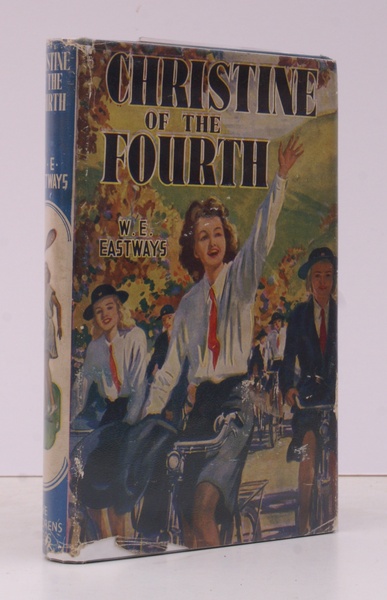 CHRISTINE
OF THE
FOURTH
W. E.
EASTWAYS